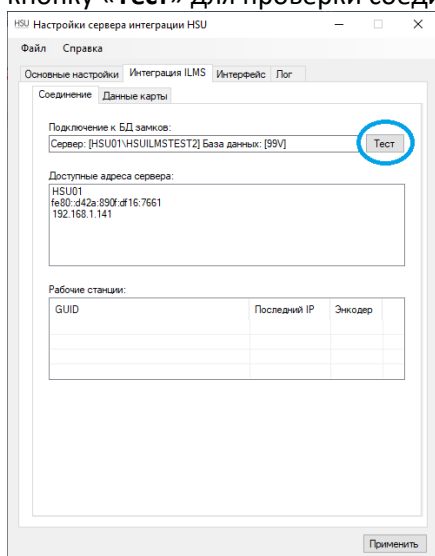 кнопку «Тест» для проверки соеди
HSU Настройки сервера интеграции HSU
Файл Справка
Основные настройки Интеграция ILMS Интерфейс Лог
Соединение Данные карты
Подключение к БД замков:
Сервер: [HSU01\HSUILMSTEST2] База данных: [99V] Тест
Доступные адреса сервера:
HSU01
fe80::d42a:890f:df16:7661
192.168.1.141
Рабочие станции:
GUID Последний IP Энкодер
Применить